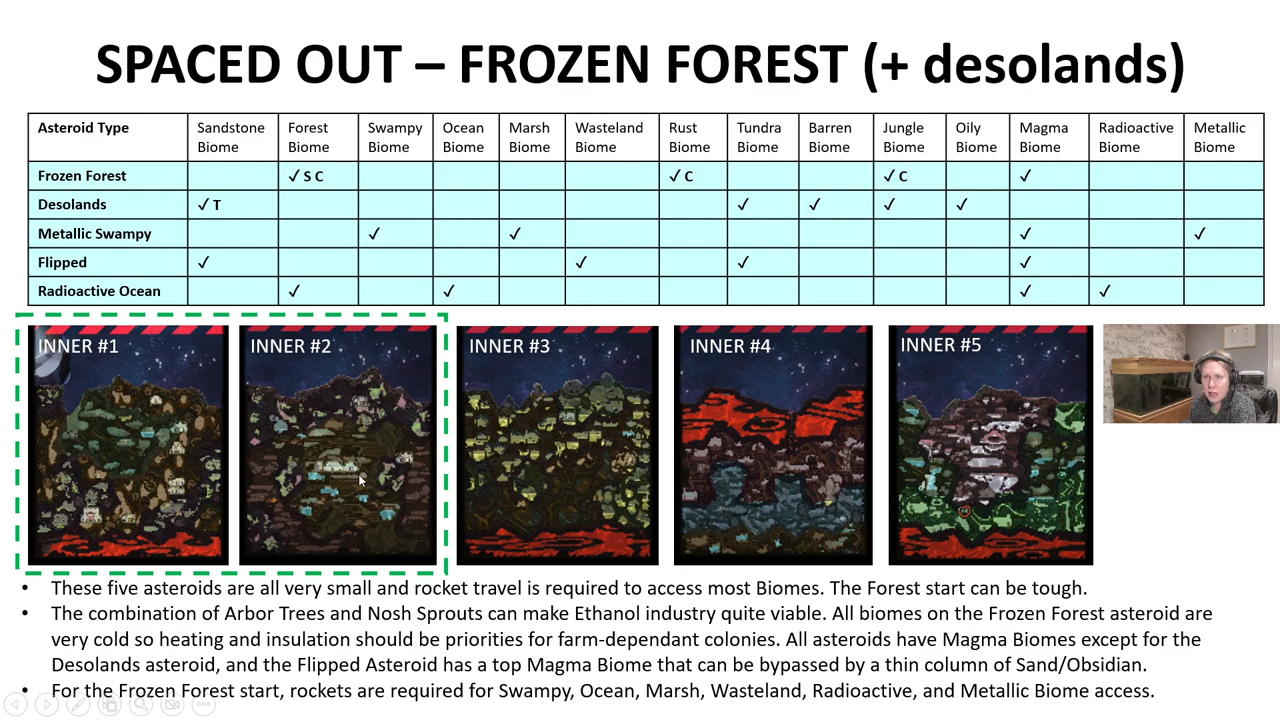 SPACED OUT – FROZEN FOREST (+ desolands)
Asteroid Type Sandstone Biome Forest Biome Swampy Biome Ocean Biome Marsh Biome Wasteland Biome Rust Biome Tundra Biome Barren Biome Jungle Biome Oily Biome Magma Biome Radioactive Biome Metallic Biome
Frozen Forest ✓ S C ✓ C ✓ C ✓
Desolands ✓ T ✓ ✓ ✓ ✓
Metallic Swampy ✓ ✓ ✓ ✓
Flipped ✓ ✓ ✓ ✓
Radioactive Ocean ✓ ✓ ✓ ✓
INNER #1 INNER #2 INNER #3 INNER #4 INNER #5
• These five asteroids are all very small and rocket travel is required to access most Biomes. The Forest start can be tough.
• The combination of Arbor Trees and Nosh Sprouts can make Ethanol industry quite viable. All biomes on the Frozen Forest asteroid are
very cold so heating and insulation should be priorities for farm-dependant colonies. All asteroids have Magma Biomes except for the
Desolands asteroid, and the Flipped Asteroid has a top Magma Biome that can be bypassed by a thin column of Sand/Obsidian.
• For the Frozen Forest start, rockets are required for Swampy, Ocean, Marsh, Wasteland, Radioactive, and Metallic Biome access.